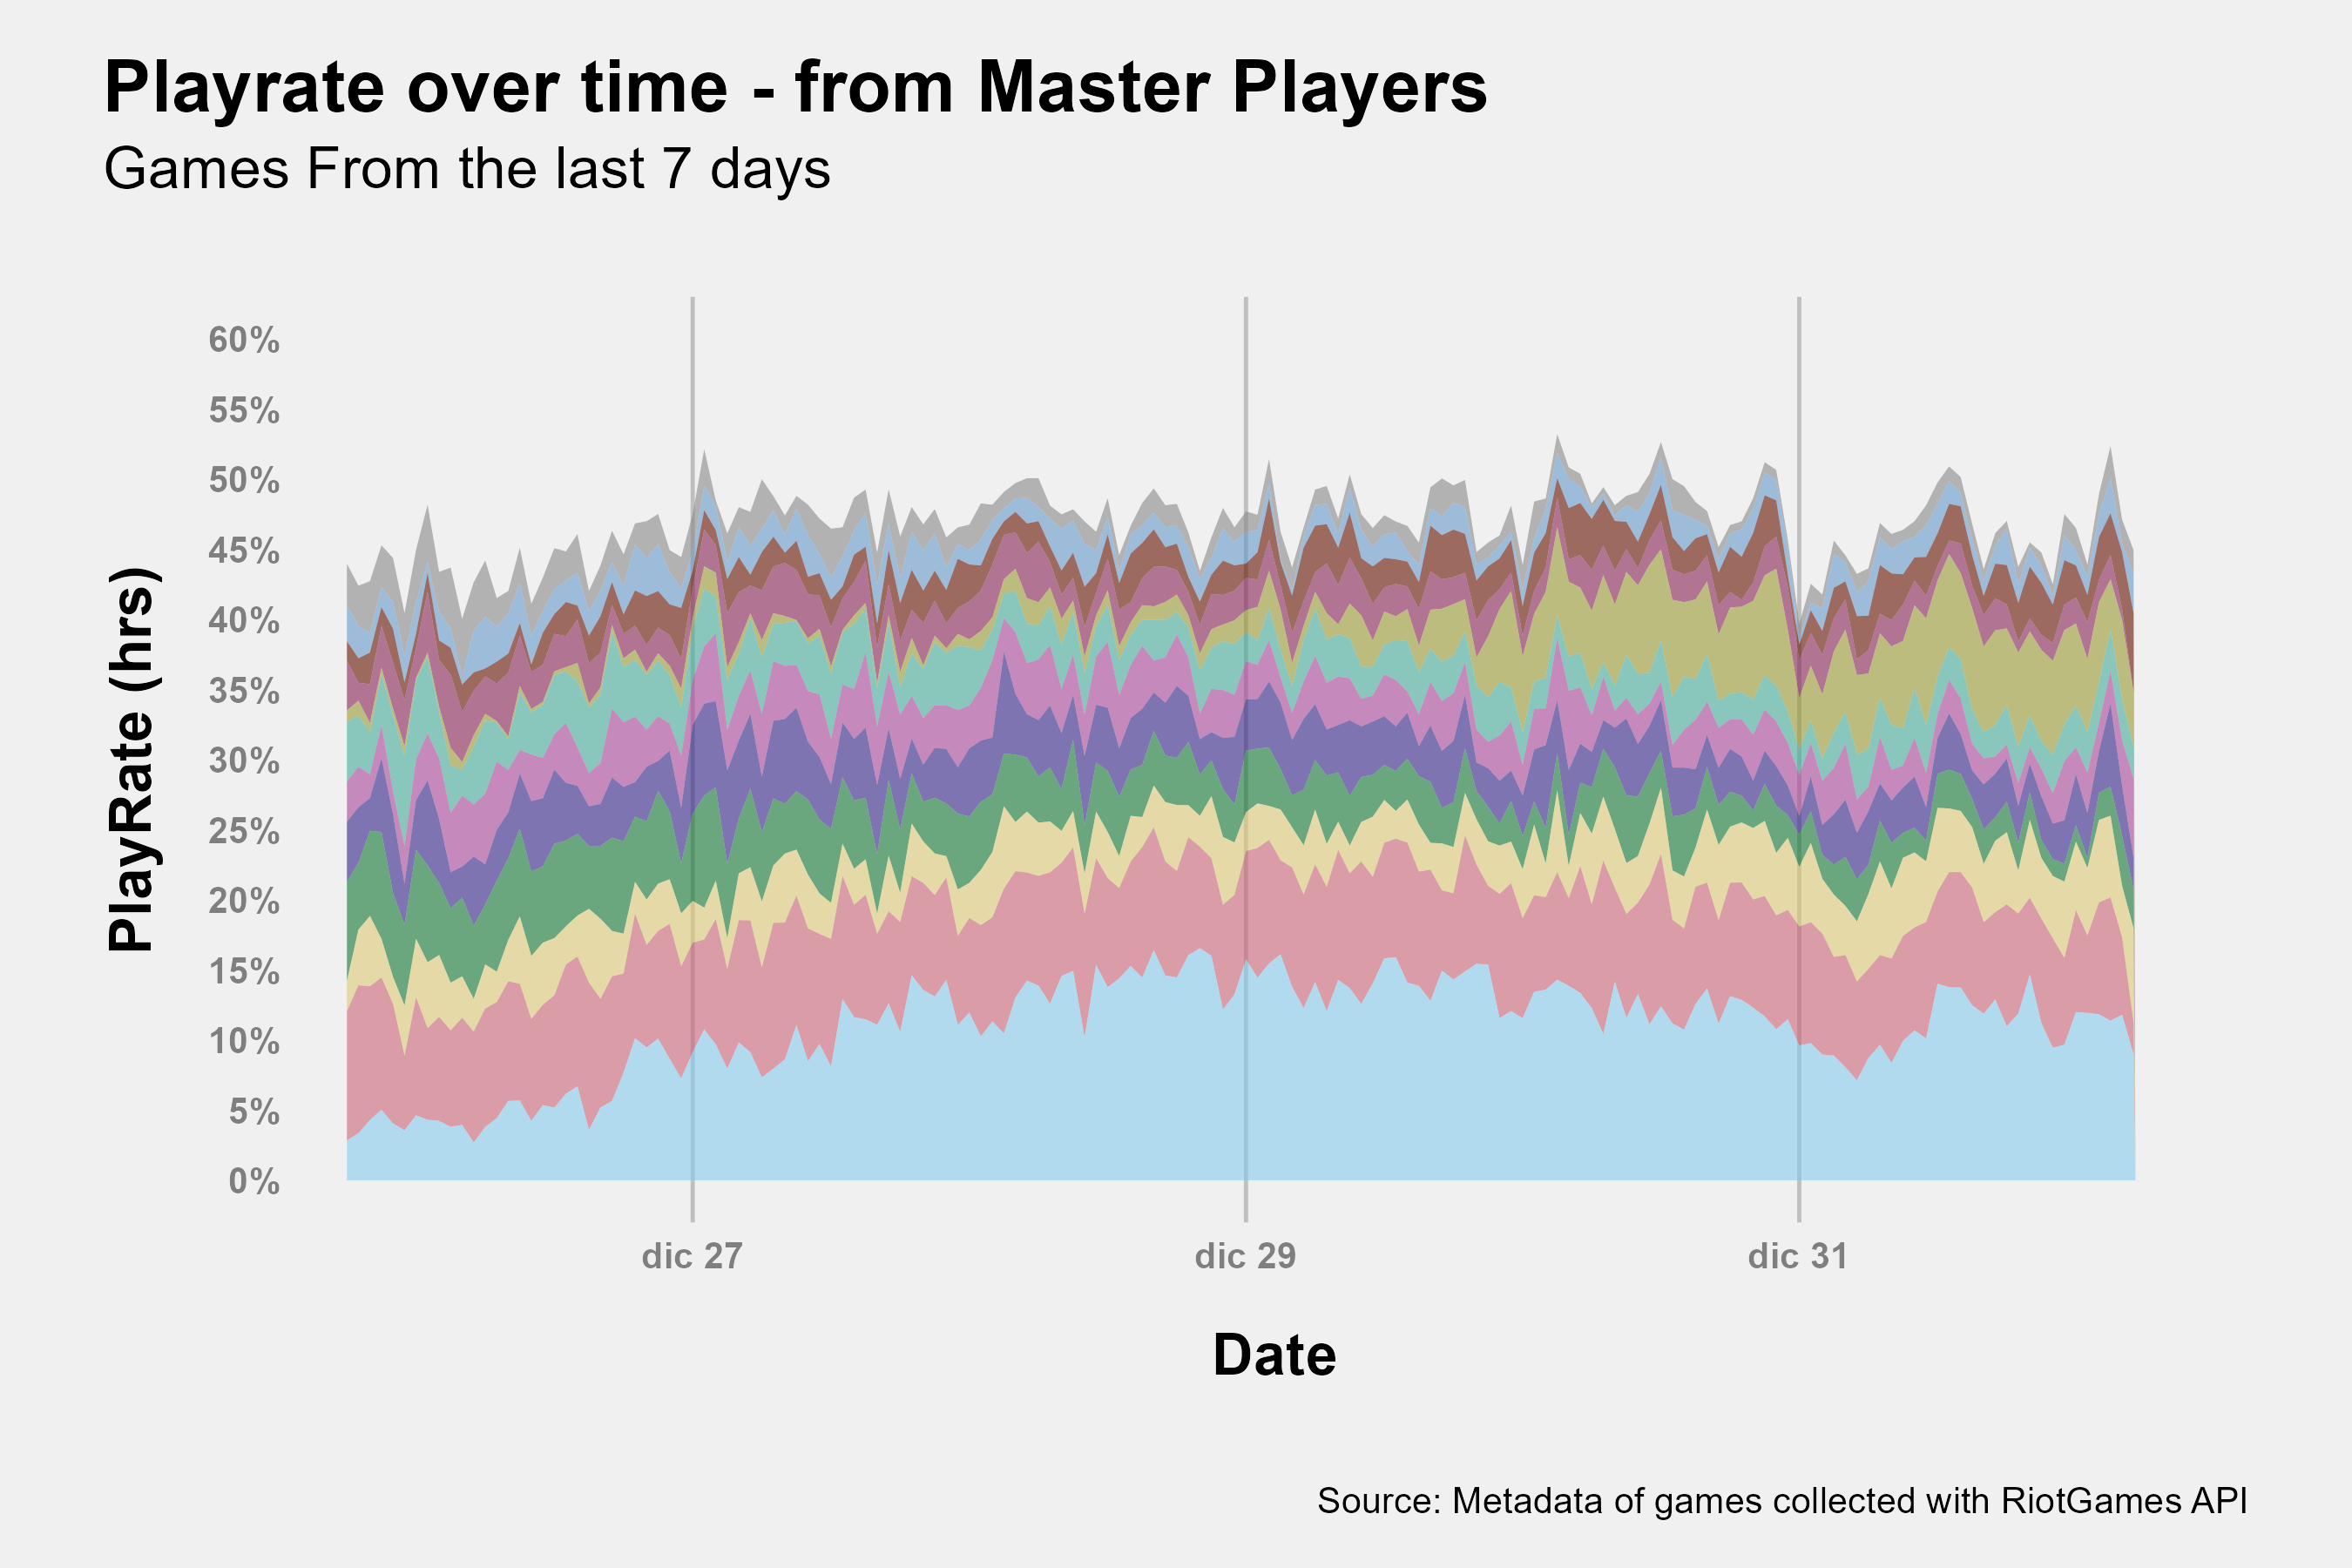 Playrate over time - from Master Players
Games From the last 7 days
60%
55%
50%
45%
40%
35%
30%
25%
20%
15%
10%
5%
0%
PlayRate (hrs)
dic 27
dic 29
dic 31
Date
Source: Metadata of games collected with RiotGames API